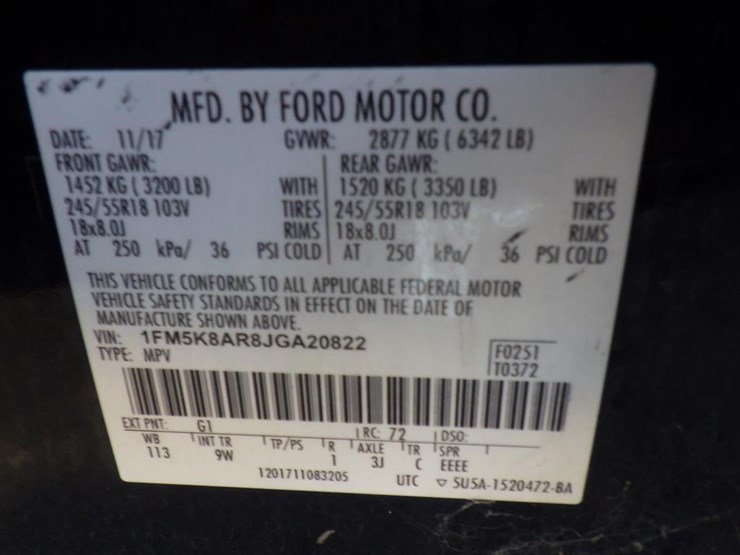 MFD. BY FORD MOTOR CO.
DATE: 11/17 GVWR: 2877 KG ( 6342 LB)
FRONT GAWR: REAR GAWR:
1452 KG ( 3200 LB) WITH 1520 KG ( 3350 LB) WITH
245/55R18 103V TIRES 245/55R18 103V TIRES
18x8.0J RIMS 18x8.0J RIMS
AT 250 kPa/ 36 PSI COLD AT 250 kPa/ 36 PSI COLD
THIS VEHICLE CONFORMS TO ALL APPLICABLE FEDERAL MOTOR
VEHICLE SAFETY STANDARDS IN EFFECT ON THE DATE OF
MANUFACTURE SHOWN ABOVE.
VIN: 1FM5K8AR8JGA20822
TYPE: MPV
F0251
T0372
EXT PNT: G1 RC: 72 DSO:
WB INT TR TP/PS R AXLE TR SPR
113 9W 1 3J C EEEE
1201711083205 UTC ▽ 5U5A-1520472-BA